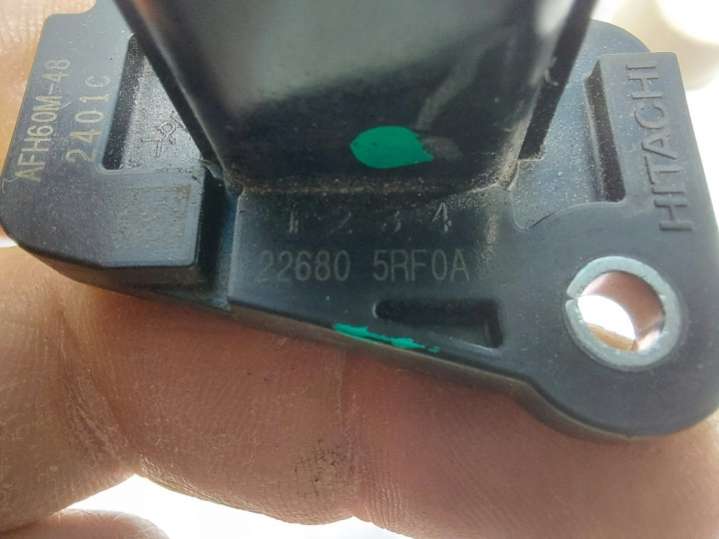 AFH60M-48
2401C
HITACHI
1 2 3 4
22680 5RF0A